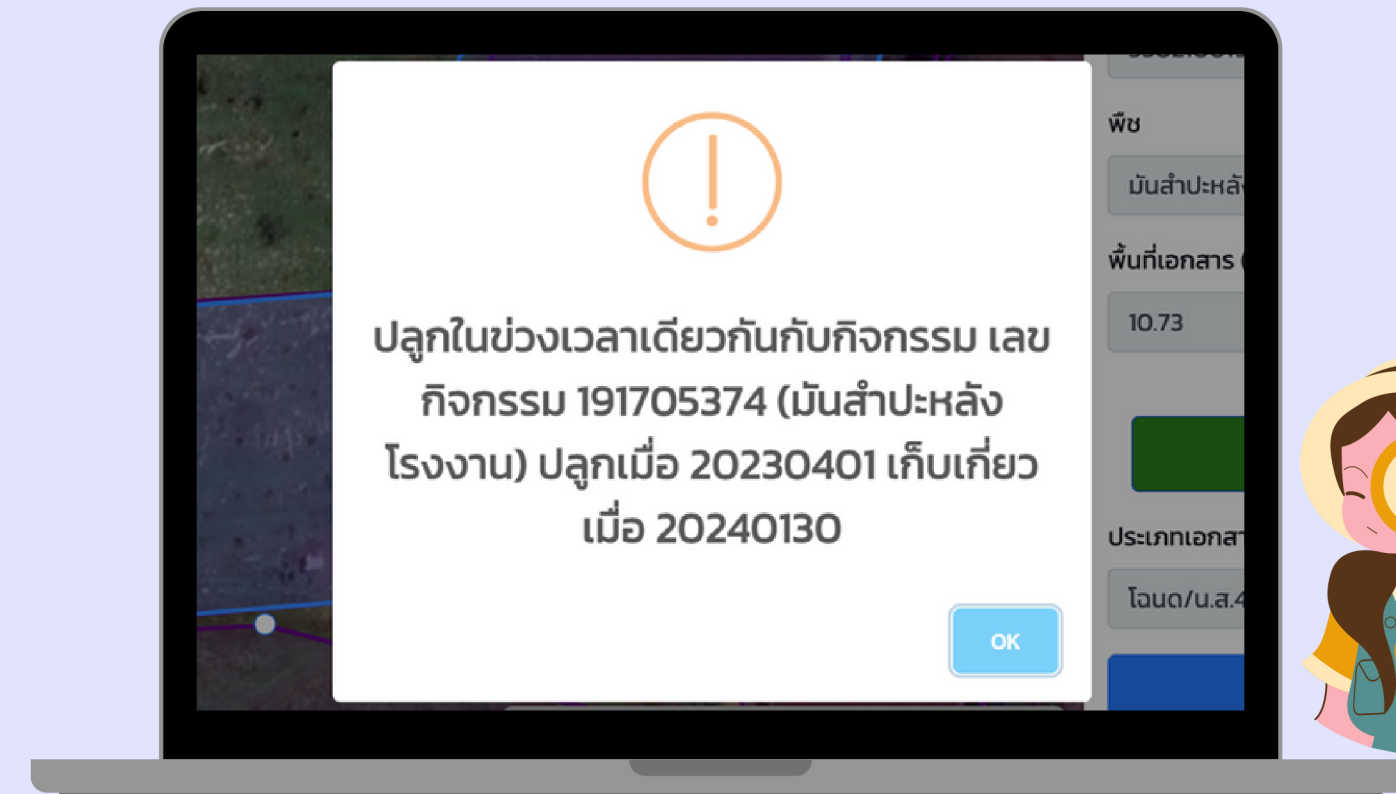 ปลูกในช่วงเวลาเดียวกันกับกิจกรรม เลข
กิจกรรม 191705374 (มันสำปะหลัง
โรงงาน) ปลูกเมื่อ 20230401 เก็บเกี่ยว
เมื่อ 20240130
OK
พืช
มันสำปะหลัง
พื้นที่เอกสาร (
10.73
ประเภทเอกสา
โฉนด/น.ส.4